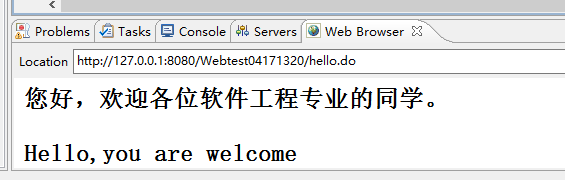 Problems Tasks Console Servers Web Browser
Location http://127.0.0.1:8080/Webtest04171320/hello.do
您好，欢迎各位软件工程专业的同学。
Hello,you are welcome